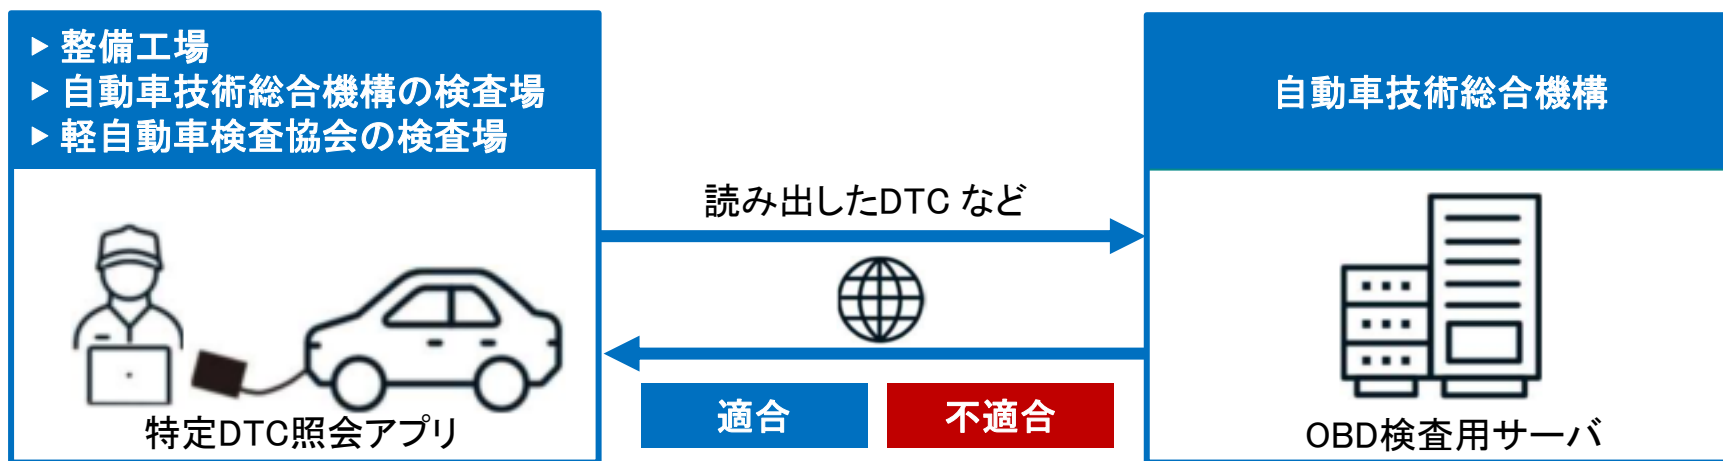 ▶ 整備工場
▶ 自動車技術総合機構の検査場
▶ 軽自動車検査協会の検査場
特定DTC照会アプリ
読み出したDTC など
適合
不適合
自動車技術総合機構
OBD検査用サーバ